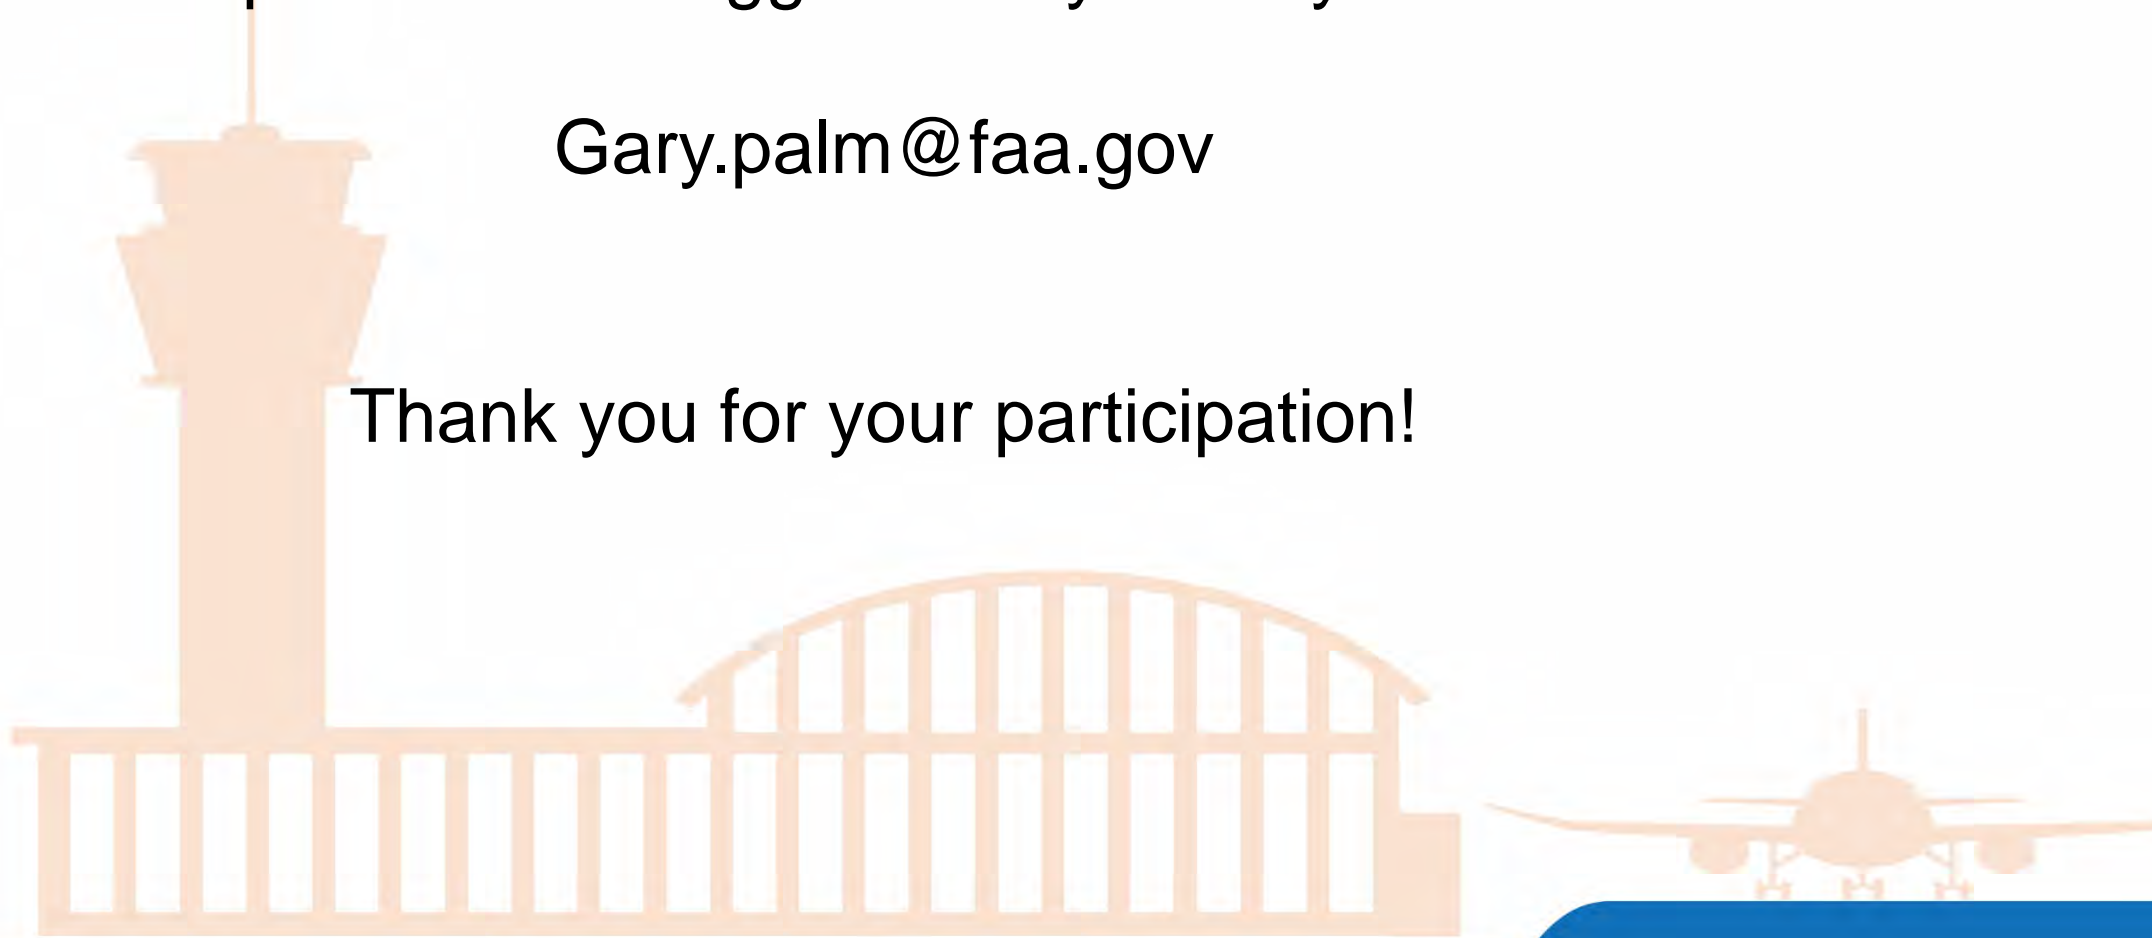 Gary.palm@faa.gov
Thank you for your participation!